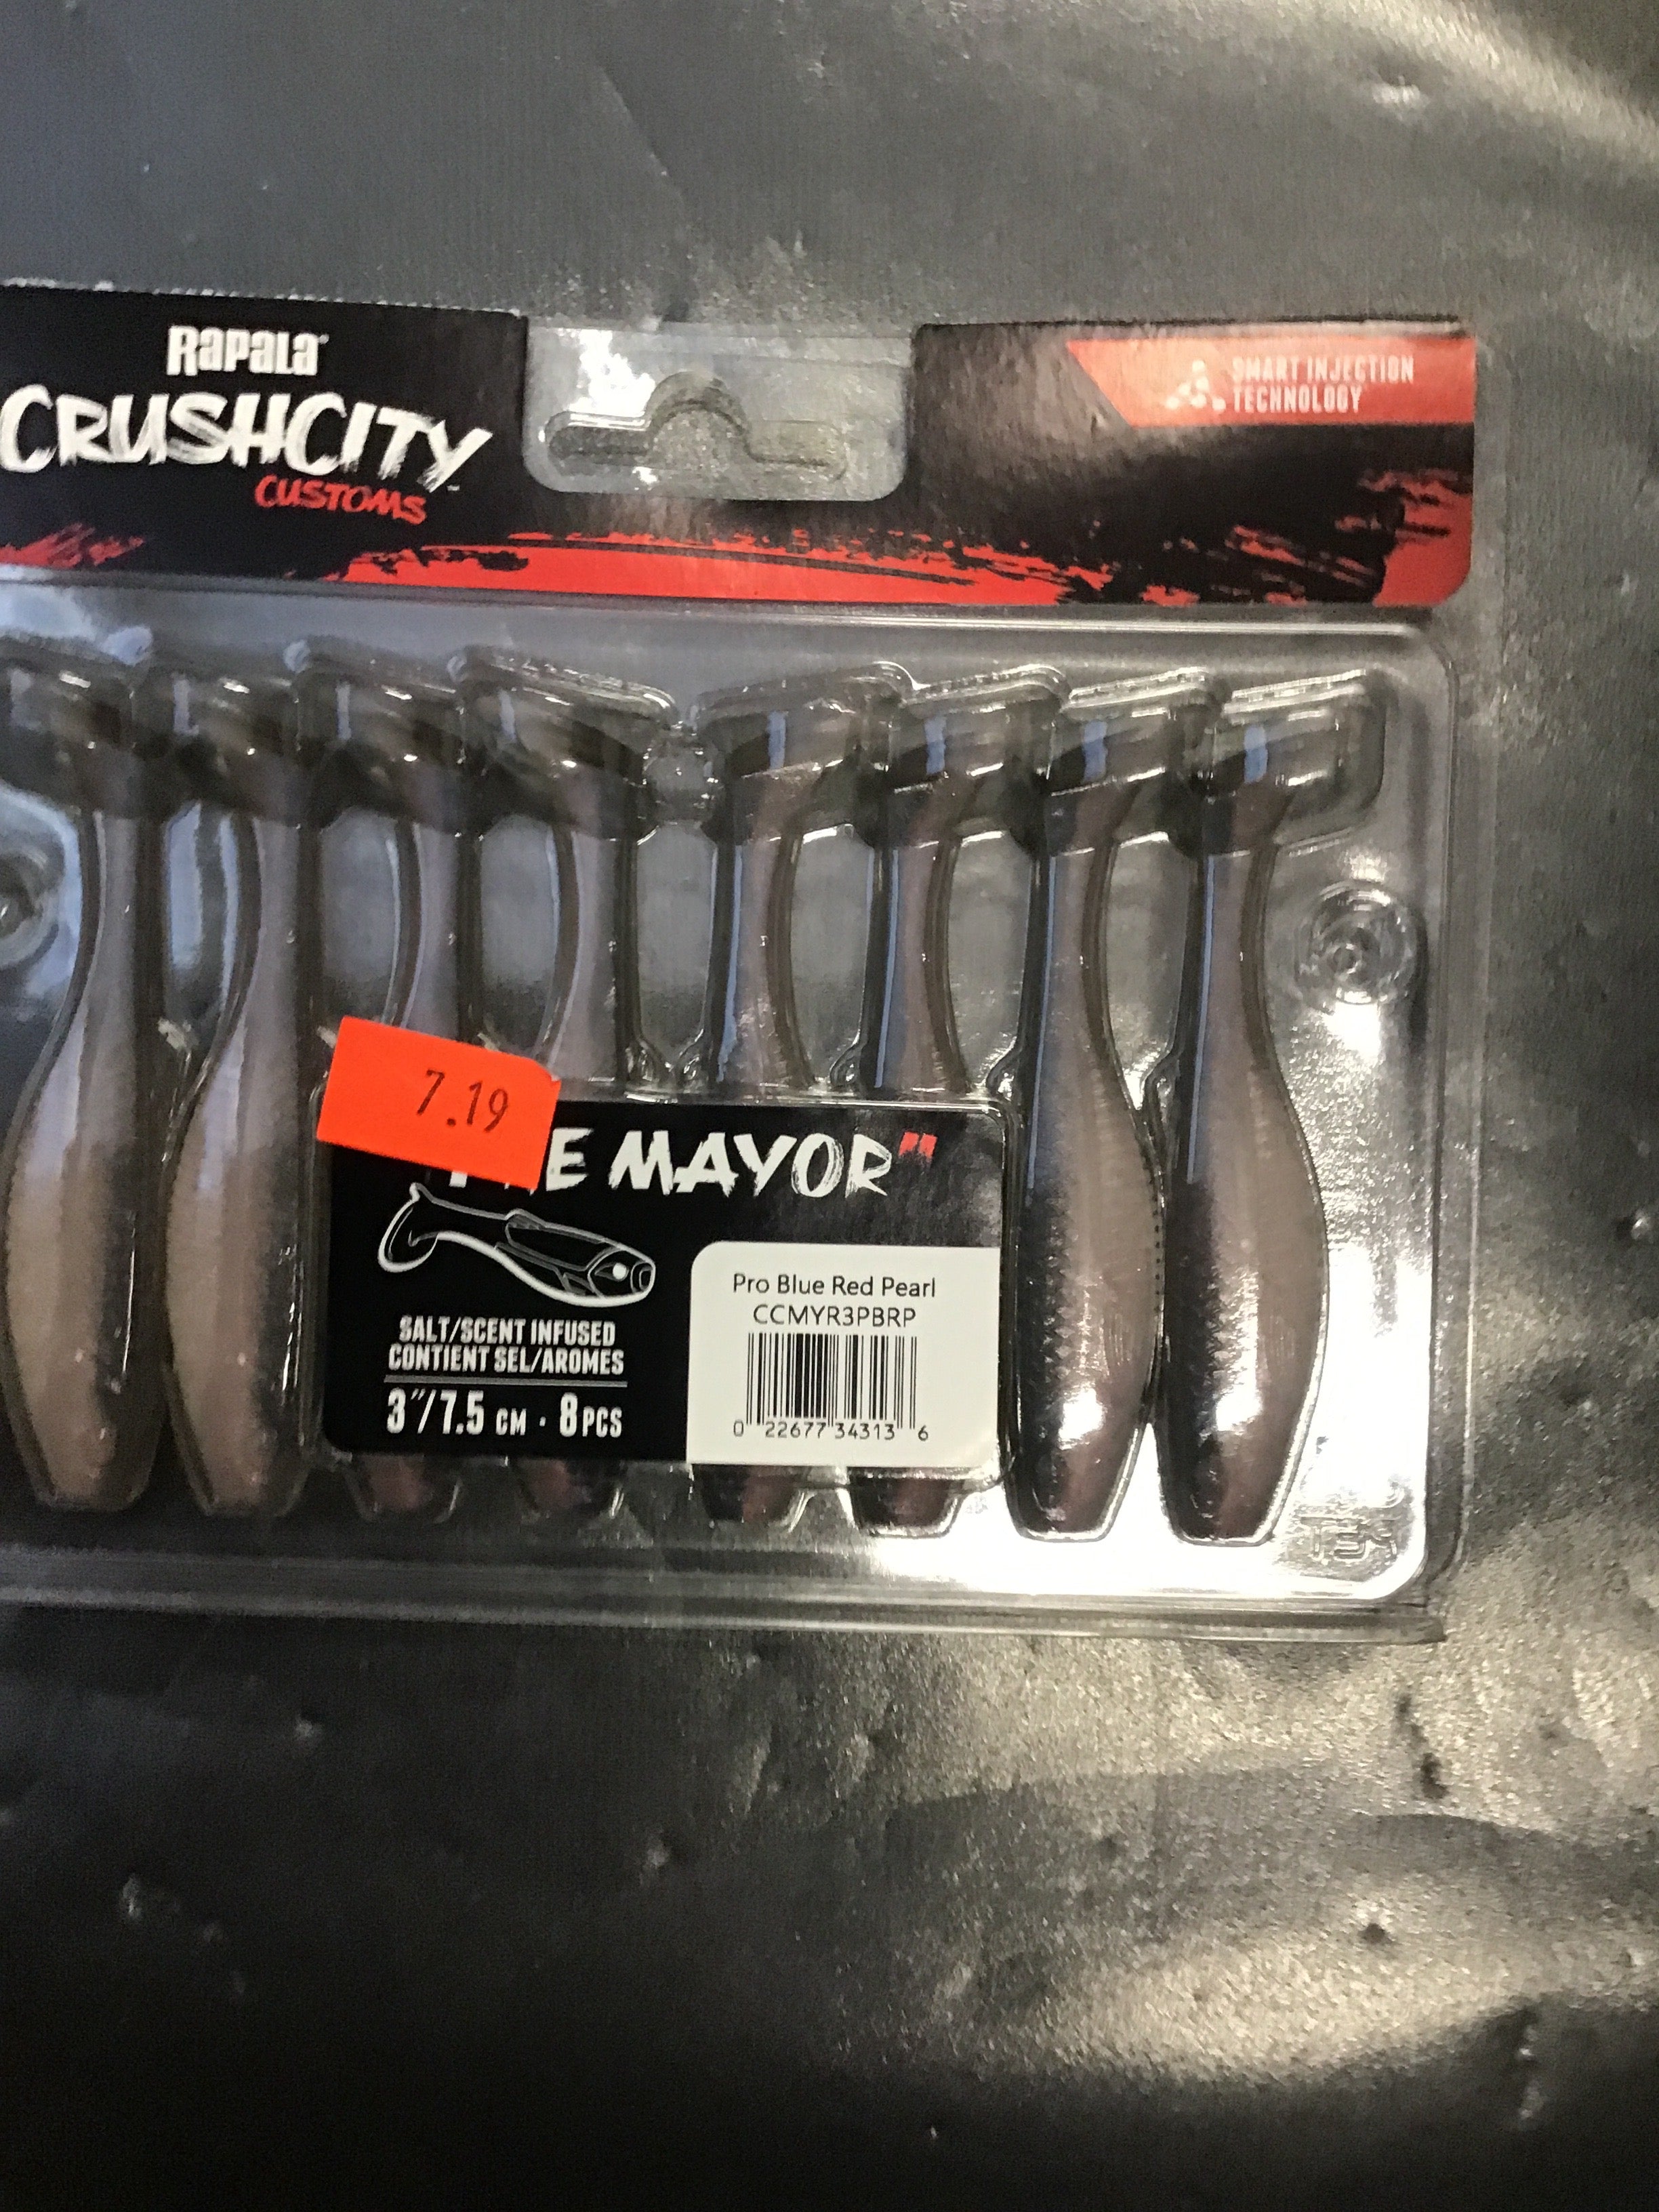 Rapala
CRUSHCITY
CUSTOMS
SMART INJECTION
TECHNOLOGY
7.19
MAYOR"
Pro Blue Red Pearl
CCMYR3PBRP
SALT/SCENT INFUSED
CONTIENT SEL/AROMES
3"/7.5 CM · 8 PCS
0 22677 34313 6